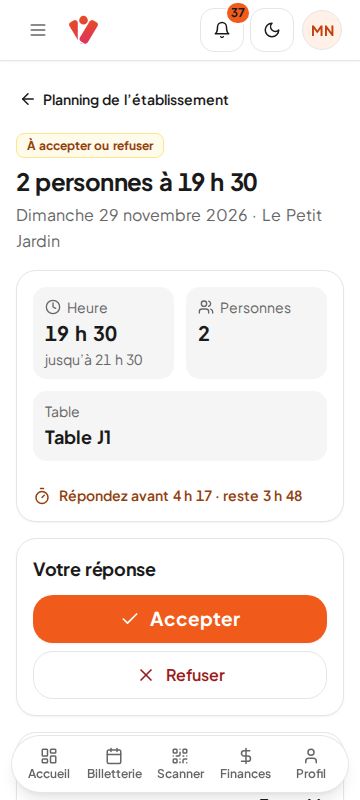 37
MN
Planning de l’établissement
À accepter ou refuser
2 personnes à 19 h 30
Dimanche 29 novembre 2026 · Le Petit
Jardin
Heure
19 h 30
jusqu’à 21 h 30
Personnes
2
Table
Table J1
Répondez avant 4 h 17 · reste 3 h 48
Votre réponse
Accepter
Refuser
Accueil
Billetterie
Scanner
Finances
Profil